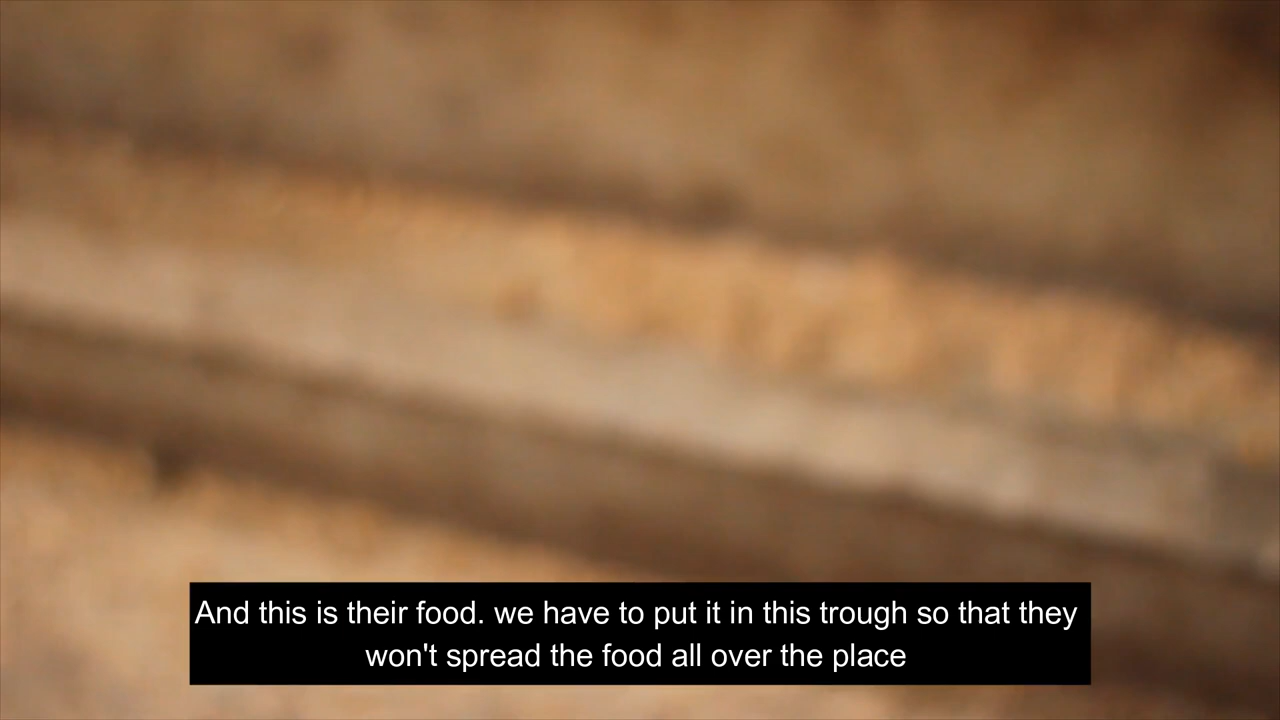 And this is their food. we have to put it in this trough so that they
won't spread the food all over the place